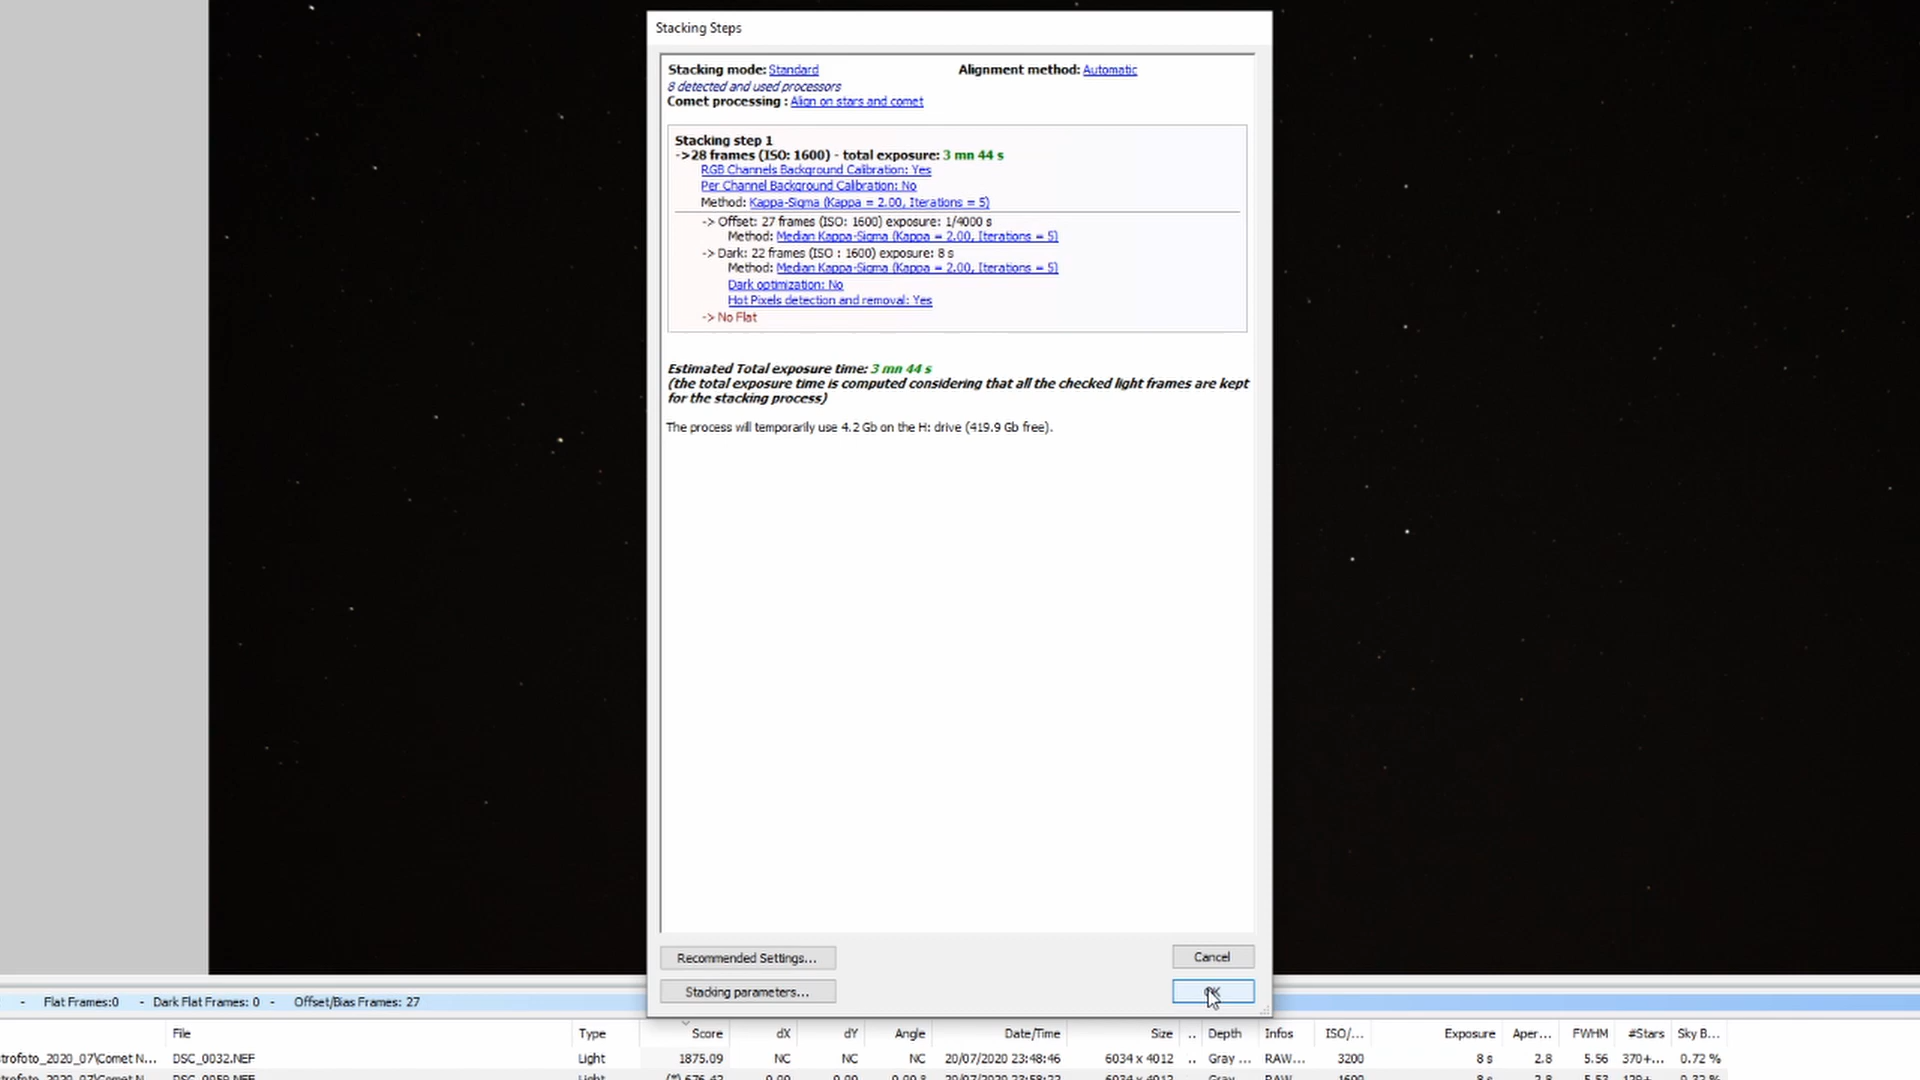 Stacking Steps
Stacking mode: Standard Alignment method: Automatic
8 detected and used processors
Comet processing : Align on stars and comet
Stacking step 1
->28 frames (ISO: 1600) - total exposure: 3 mn 44 s
RGB Channels Background Calibration: Yes
Per Channel Background Calibration: No
Method: Kappa-Sigma (Kappa = 2.00, Iterations = 5)
-> Offset: 27 frames (ISO: 1600) exposure: 1/4000 s
Method: Median Kappa-Sigma (Kappa = 2.00, Iterations = 5)
-> Dark: 22 frames (ISO : 1600) exposure: 8 s
Method: Median Kappa-Sigma (Kappa = 2.00, Iterations = 5)
Dark optimization: No
Hot Pixels detection and removal: Yes
-> No Flat
Estimated Total exposure time: 3 mn 44 s
(the total exposure time is computed considering that all the checked light frames are kept
for the stacking process)
The process will temporarily use 4.2 Gb on the H: drive (419.9 Gb free).
Recommended Settings... Cancel
Stacking parameters... OK
- Flat Frames:0 - Dark Flat Frames: 0 - Offset/Bias Frames: 27
File Type Score dX dY Angle Date/Time Size .. Depth Infos ISO/... Exposure Aper... FWHM #Stars Sky B...
trofoto_2020_07\Comet N... DSC_0032.NEF Light 1875.09 NC NC NC 20/07/2020 23:48:46 6034 x 4012 .. Gray ... RAW... 3200 8 s 2.8 5.56 370+... 0.72 %